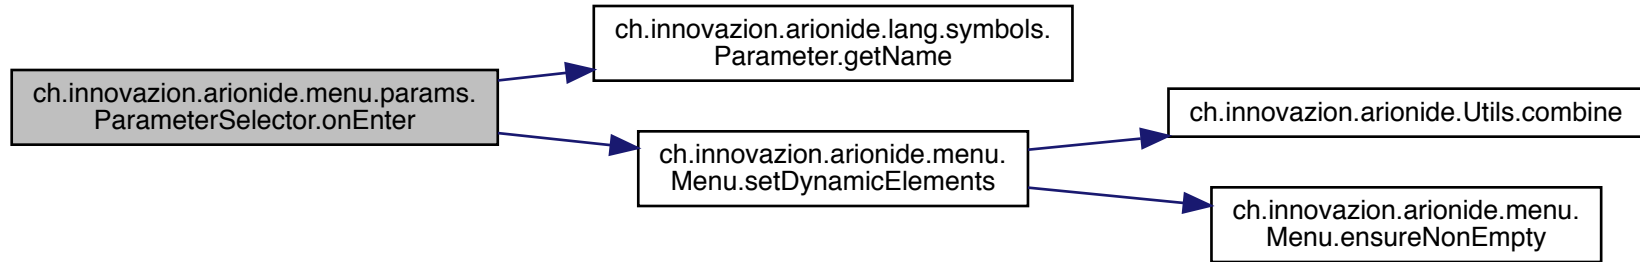 ch.innovazion.arionide.menu.params.
ParameterSelector.onEnter
ch.innovazion.arionide.lang.symbols.
Parameter.getName
ch.innovazion.arionide.menu.
Menu.setDynamicElements
ch.innovazion.arionide.Utils.combine
ch.innovazion.arionide.menu.
Menu.ensureNonEmpty